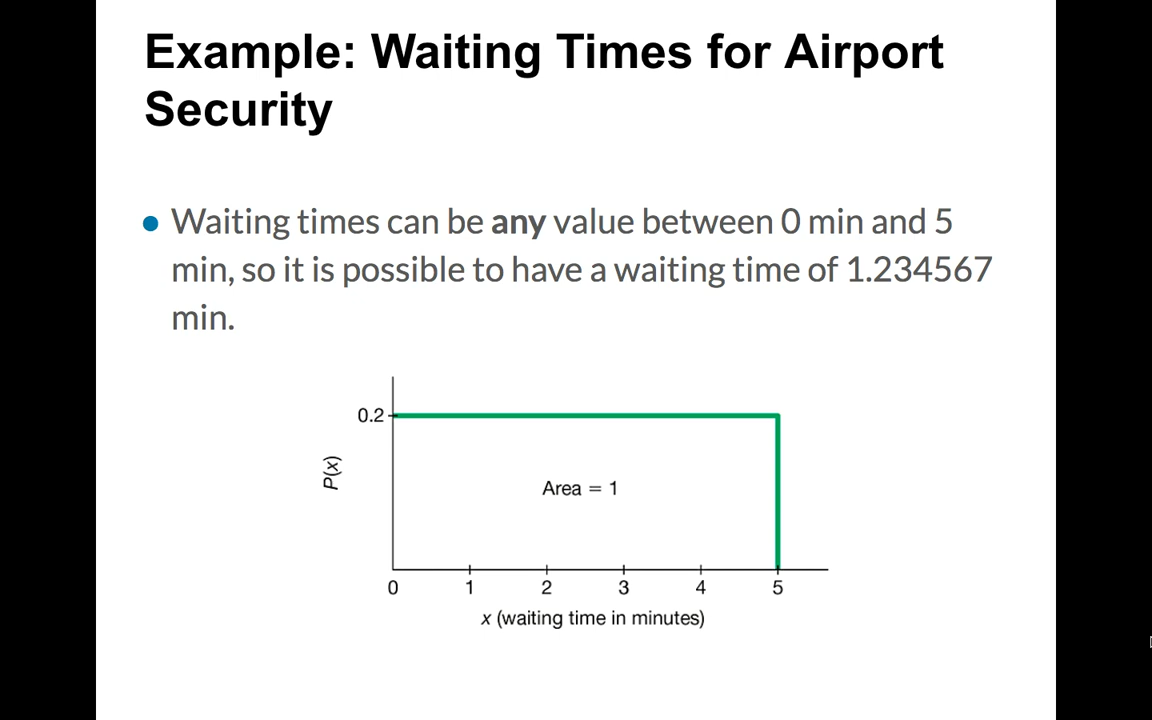 Example: Waiting Times for Airport
Security
● Waiting times can be any value between 0 min and 5
min, so it is possible to have a waiting time of 1.234567
min.
0.2
P(x)
Area = 1
0 1 2 3 4 5
x (waiting time in minutes)